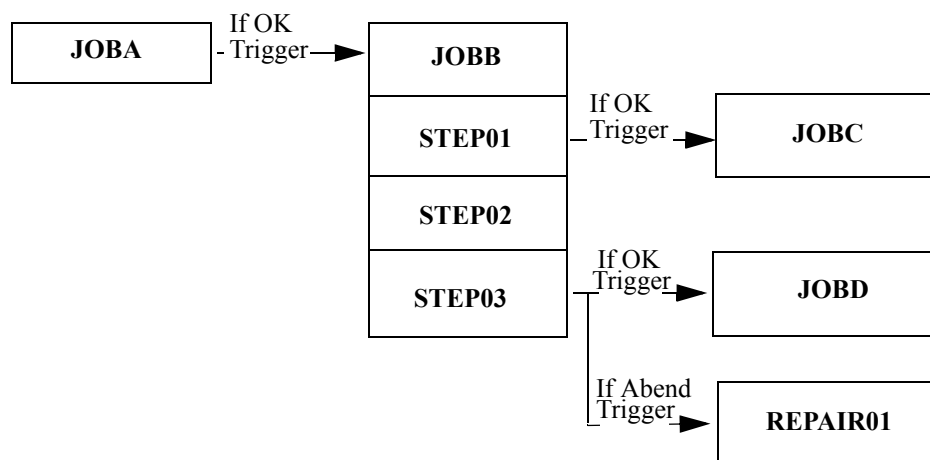 JOBA
If OK
Trigger
JOBB
STEP01
If OK
Trigger
JOBC
STEP02
STEP03
If OK
Trigger
JOBD
If Abend
Trigger
REPAIR01